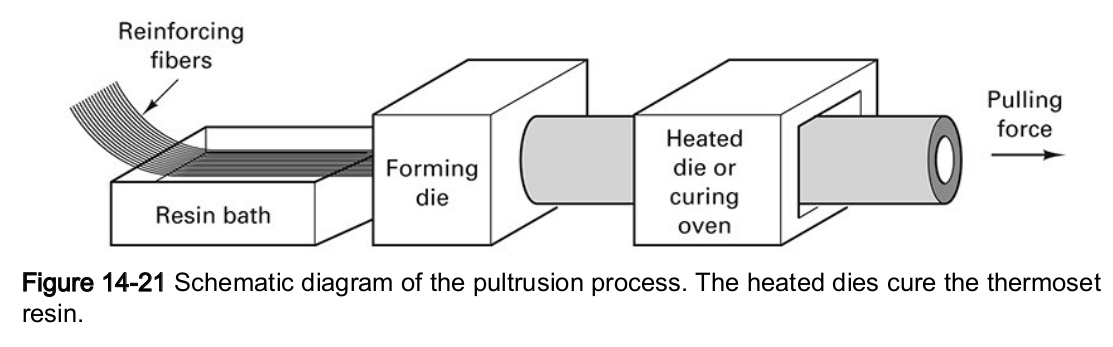 Reinforcing
fibers
Resin bath
Forming
die
Heated
die or
curing
oven
Pulling
force
Figure 14-21 Schematic diagram of the pultrusion process. The heated dies cure the thermoset
resin.